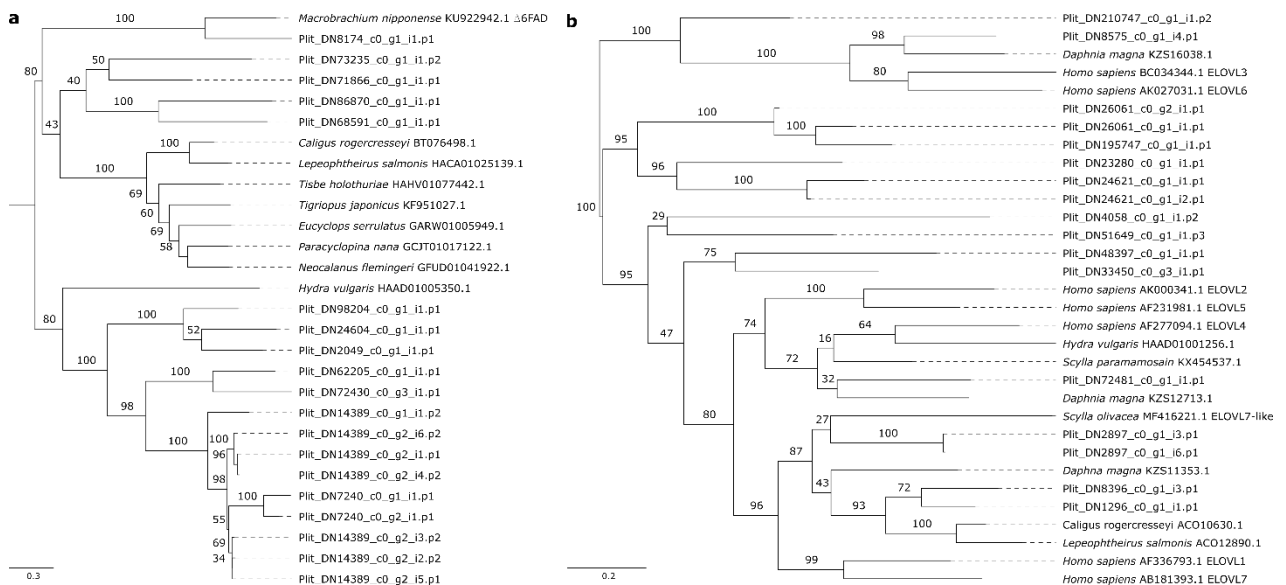 a
100
Macrobrachium nipponense KU922942.1 Δ6FAD
Plit_DN8174_c0_g1_i1.p1
80
50
Plit_DN73235_c0_g1_i1.p2
40
Plit_DN71866_c0_g1_i1.p1
100
Plit_DN86870_c0_g1_i1.p1
43
Plit_DN68591_c0_g1_i1.p1
Caligus rogercresseyi BT076498.1
100
100
Lepeophtheirus salmonis HACA01025139.1
69
Tisbe holothuriae HAHV01077442.1
60
Tigriopus japonicus KF951027.1
69
Eucyclops serrulatus GARW01005949.1
58
Paracyclopina nana GCJT01017122.1
Neocalanus flemingeri GFUD01041922.1
Hydra vulgaris HAAD01005350.1
80
100
Plit_DN98204_c0_g1_i1.p1
52
Plit_DN24604_c0_g1_i1.p1
Plit_DN2049_c0_g1_i1.p1
100
100
Plit_DN62205_c0_g1_i1.p1
Plit_DN72430_c0_g3_i1.p1
98
Plit_DN14389_c0_g1_i1.p2
100
100
Plit_DN14389_c0_g2_i6.p2
96
Plit_DN14389_c0_g2_i1.p1
98
Plit_DN14389_c0_g2_i4.p2
100
Plit_DN7240_c0_g1_i1.p1
55
Plit_DN7240_c0_g2_i1.p1
69
Plit_DN14389_c0_g2_i3.p2
34
Plit_DN14389_c0_g2_i2.p2
Plit_DN14389_c0_g2_i5.p1
0.3
b
Plit_DN210747_c0_g1_i1.p2
100
98
Plit_DN8575_c0_g1_i4.p1
100
Daphnia magna KZS16038.1
80
Homo sapiens BC034344.1 ELOVL3
Homo sapiens AK027031.1 ELOVL6
100
Plit_DN26061_c0_g2_i1.p1
100
Plit_DN26061_c0_g1_i1.p1
95
Plit_DN195747_c0_g1_i1.p1
96
Plit_DN23280_c0_g1_i1.p1
100
Plit_DN24621_c0_g1_i1.p1
Plit_DN24621_c0_g1_i2.p1
100
29
Plit_DN4058_c0_g1_i1.p2
Plit_DN51649_c0_g1_i1.p3
95
75
Plit_DN48397_c0_g1_i1.p1
Plit_DN33450_c0_g3_i1.p1
47
100
Homo sapiens AK000341.1 ELOVL2
Homo sapiens AF231981.1 ELOVL5
74
64
Homo sapiens AF277094.1 ELOVL4
16
Hydra vulgaris HAAD01001256.1
72
Scylla paramamosain KX454537.1
32
Plit_DN72481_c0_g1_i1.p1
Daphnia magna KZS12713.1
80
27
Scylla olivacea MF416221.1 ELOVL7-like
100
Plit_DN2897_c0_g1_i3.p1
87
Plit_DN2897_c0_g1_i6.p1
43
Daphna magna KZS11353.1
72
Plit_DN8396_c0_g1_i3.p1
96
93
Plit_DN1296_c0_g1_i1.p1
100
Caligus rogercresseyi ACO10630.1
Lepeophtheirus salmonis ACO12890.1
99
Homo sapiens AF336793.1 ELOVL1
Homo sapiens AB181393.1 ELOVL7
0.2